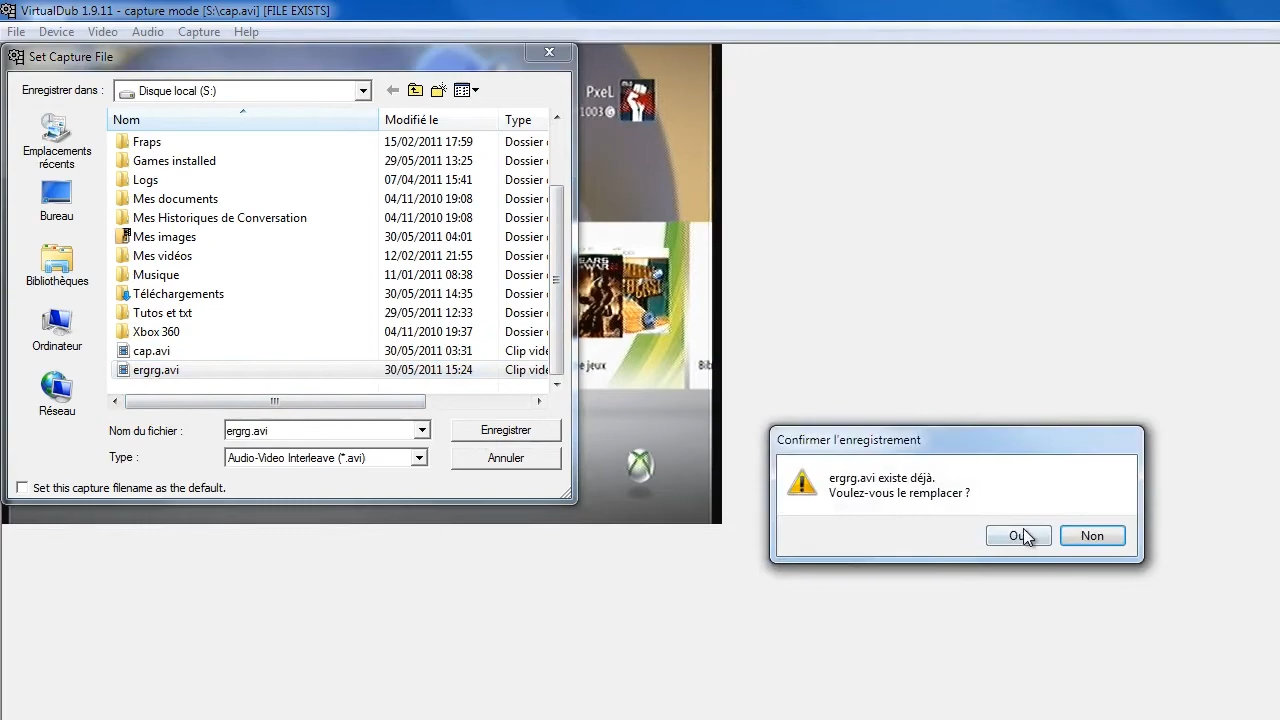 VirtualDub 1.9.11 - capture mode [S:\cap.avi] [FILE EXISTS]
File Device Video Audio Capture Help
Set Capture File
Enregistrer dans : Disque local (S:)
Nom Modifié le Type
Fraps 15/02/2011 17:59 Dossier
Games installed 29/05/2011 13:25 Dossier
Logs 07/04/2011 15:41 Dossier
Mes documents 04/11/2010 19:08 Dossier
Mes Historiques de Conversation 04/11/2010 19:08 Dossier
Mes images 30/05/2011 04:01 Dossier
Mes vidéos 12/02/2011 21:55 Dossier
Musique 11/01/2011 08:38 Dossier
Téléchargements 30/05/2011 14:35 Dossier
Tutos et txt 29/05/2011 12:33 Dossier
Xbox 360 04/11/2010 19:37 Dossier
cap.avi 30/05/2011 03:31 Clip vidé
ergrg.avi 30/05/2011 15:24 Clip vidé
Emplacements
récents
Bureau
Bibliothèques
Ordinateur
Réseau
Nom du fichier : ergrg.avi Enregistrer
Type : Audio-Video Interleave (*.avi) Annuler
Set this capture filename as the default.
PxeL
1003 G
e jeux
Bib
Confirmer l'enregistrement
ergrg.avi existe déjà.
Voulez-vous le remplacer ?
Non